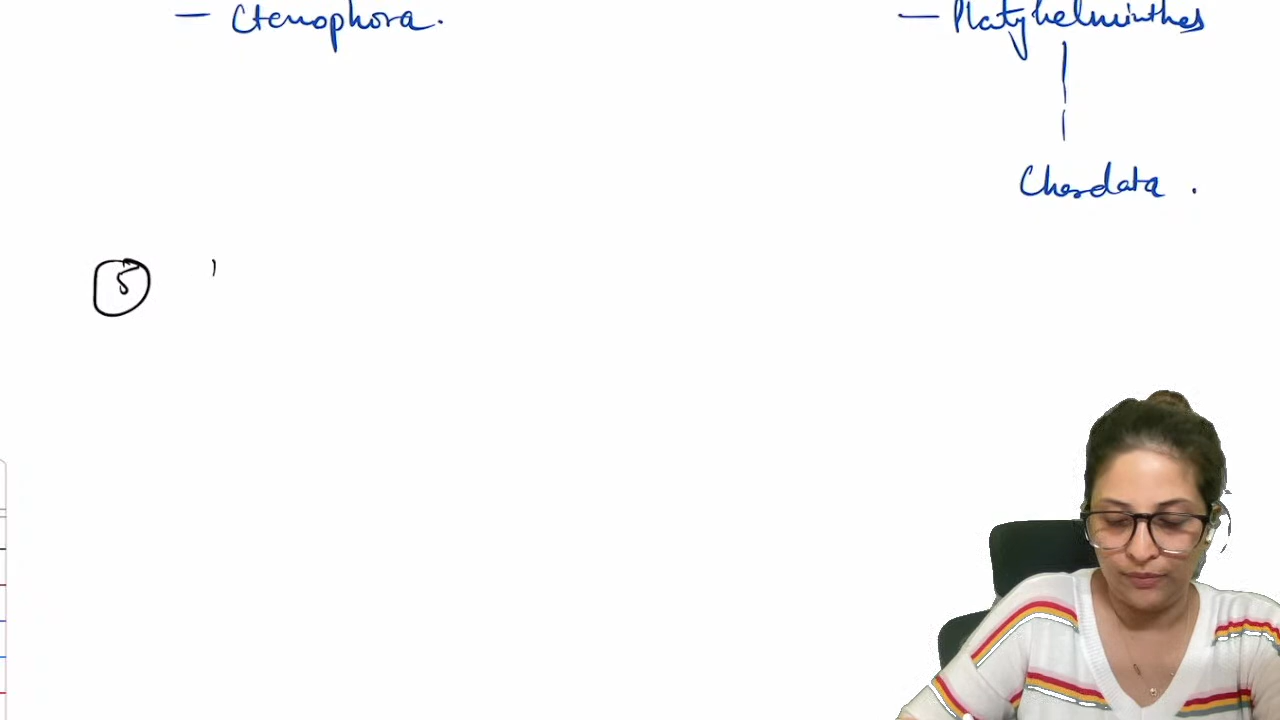 — Ctenophora.
— Platyhelminthes
Chordata .
5